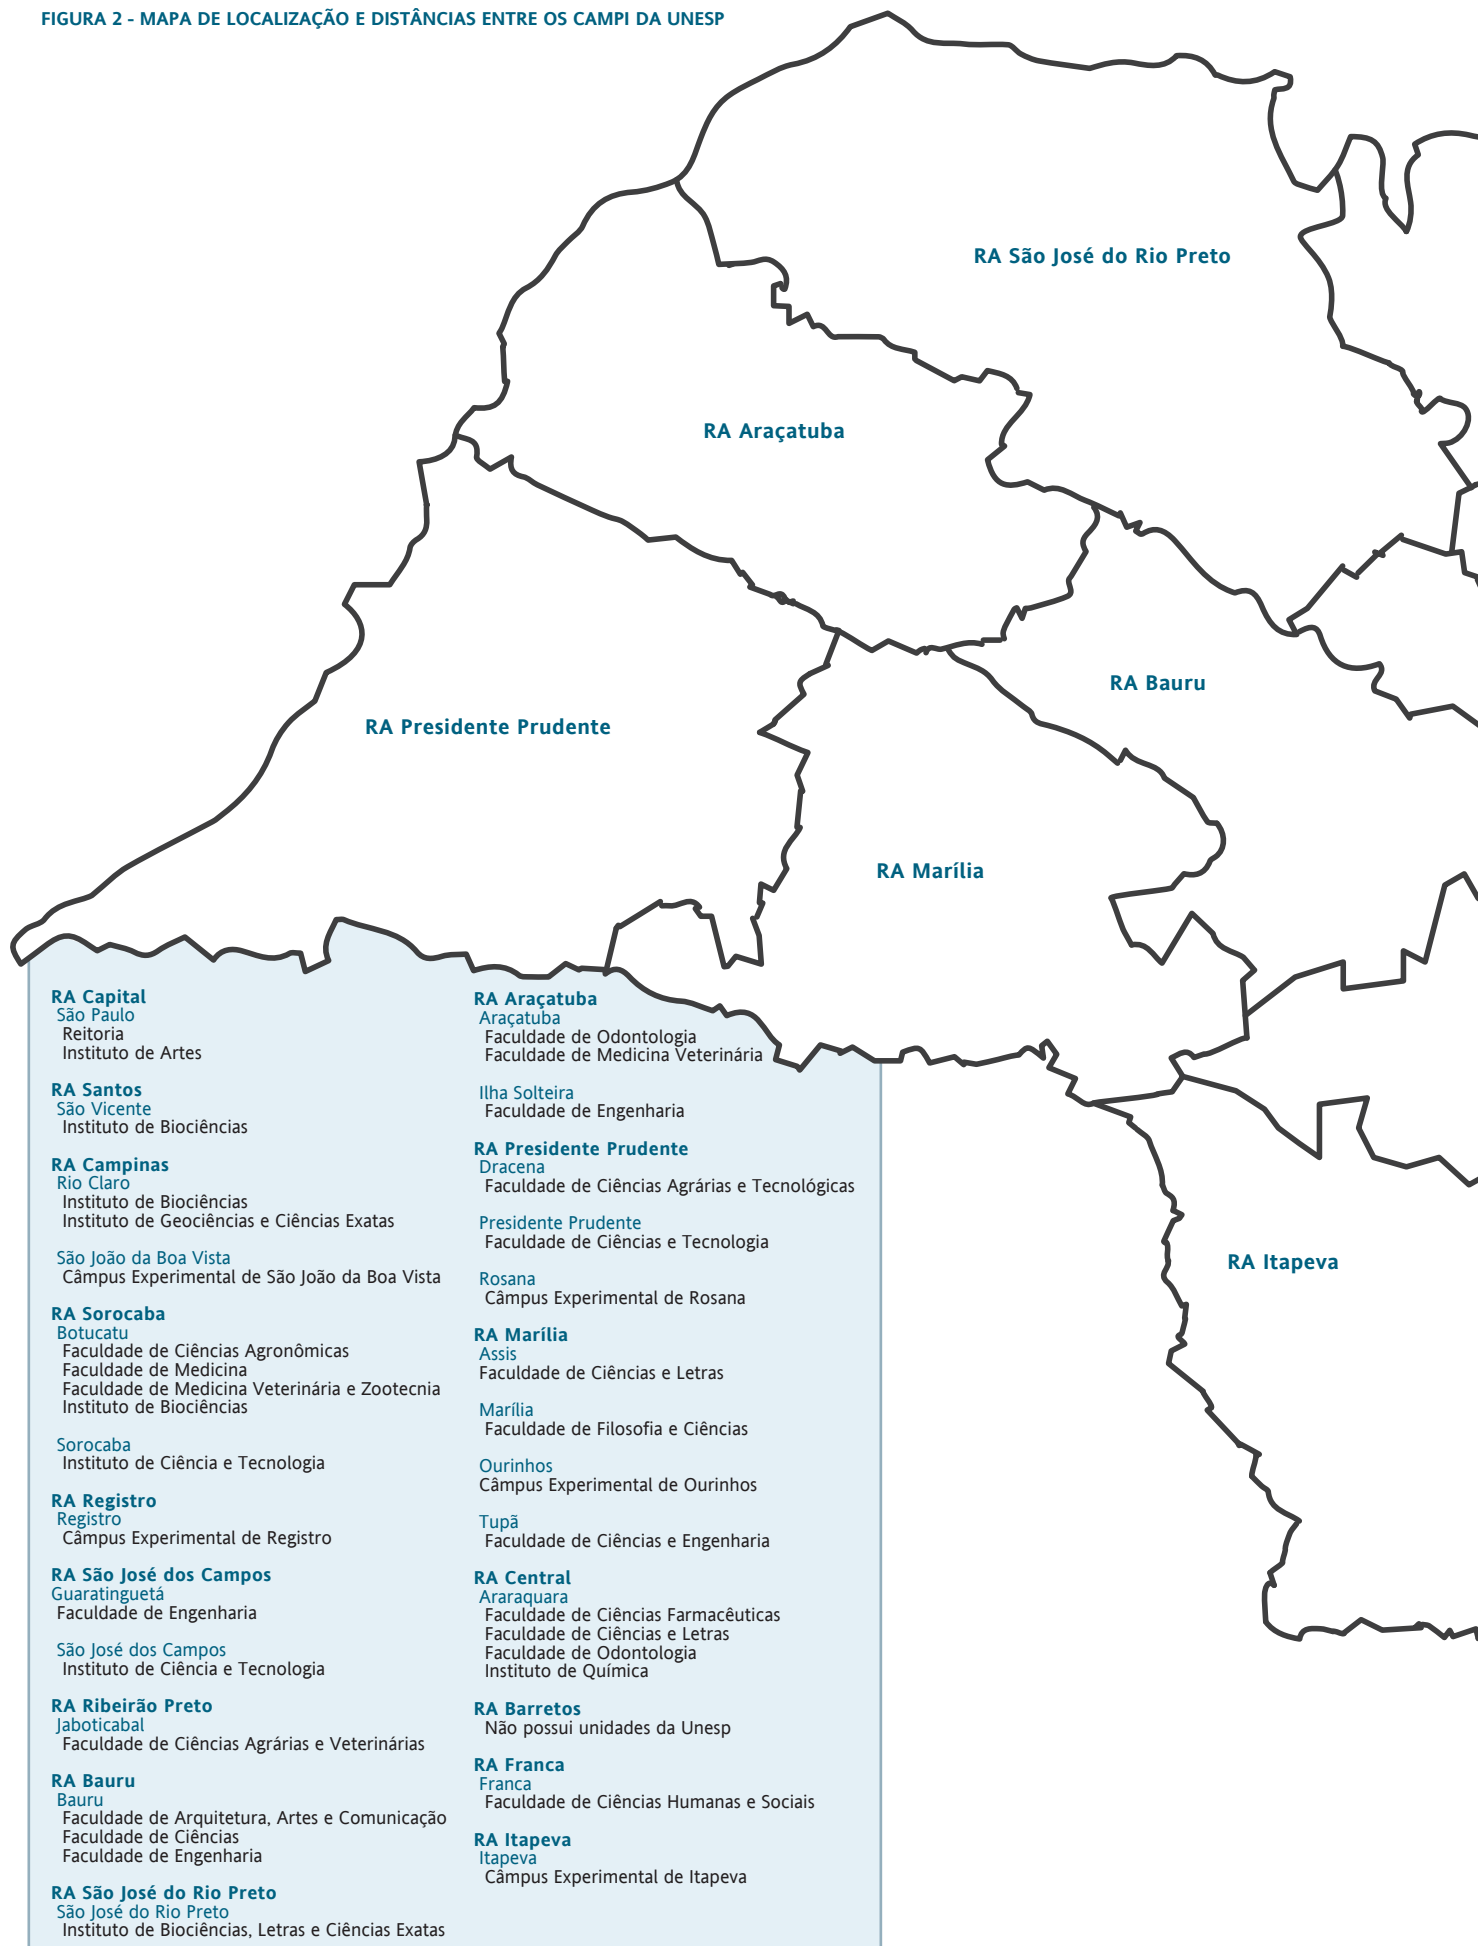 FIGURA 2 - MAPA DE LOCALIZAÇÃO E DISTÂNCIAS ENTRE OS CAMPI DA UNESP
RA São José do Rio Preto
RA Araçatuba
RA Bauru
RA Presidente Prudente
RA Marília
RA Itapeva
RA Capital
São Paulo
Reitoria
Instituto de Artes
RA Santos
São Vicente
Instituto de Biociências
RA Campinas
Rio Claro
Instituto de Biociências
Instituto de Geociências e Ciências Exatas
São João da Boa Vista
Câmpus Experimental de São João da Boa Vista
RA Sorocaba
Botucatu
Faculdade de Ciências Agronômicas
Faculdade de Medicina
Faculdade de Medicina Veterinária e Zootecnia
Instituto de Biociências
Sorocaba
Instituto de Ciência e Tecnologia
RA Registro
Registro
Câmpus Experimental de Registro
RA São José dos Campos
Guaratinguetá
Faculdade de Engenharia
São José dos Campos
Instituto de Ciência e Tecnologia
RA Ribeirão Preto
Jaboticabal
Faculdade de Ciências Agrárias e Veterinárias
RA Bauru
Bauru
Faculdade de Arquitetura, Artes e Comunicação
Faculdade de Ciências
Faculdade de Engenharia
RA São José do Rio Preto
São José do Rio Preto
Instituto de Biociências, Letras e Ciências Exatas
RA Araçatuba
Araçatuba
Faculdade de Odontologia
Faculdade de Medicina Veterinária
Ilha Solteira
Faculdade de Engenharia
RA Presidente Prudente
Dracena
Faculdade de Ciências Agrárias e Tecnológicas
Presidente Prudente
Faculdade de Ciências e Tecnologia
Rosana
Câmpus Experimental de Rosana
RA Marília
Assis
Faculdade de Ciências e Letras
Marília
Faculdade de Filosofia e Ciências
Ourinhos
Câmpus Experimental de Ourinhos
Tupã
Faculdade de Ciências e Engenharia
RA Central
Araraquara
Faculdade de Ciências Farmacêuticas
Faculdade de Ciências e Letras
Faculdade de Odontologia
Instituto de Química
RA Barretos
Não possui unidades da Unesp
RA Franca
Franca
Faculdade de Ciências Humanas e Sociais
RA Itapeva
Itapeva
Câmpus Experimental de Itapeva